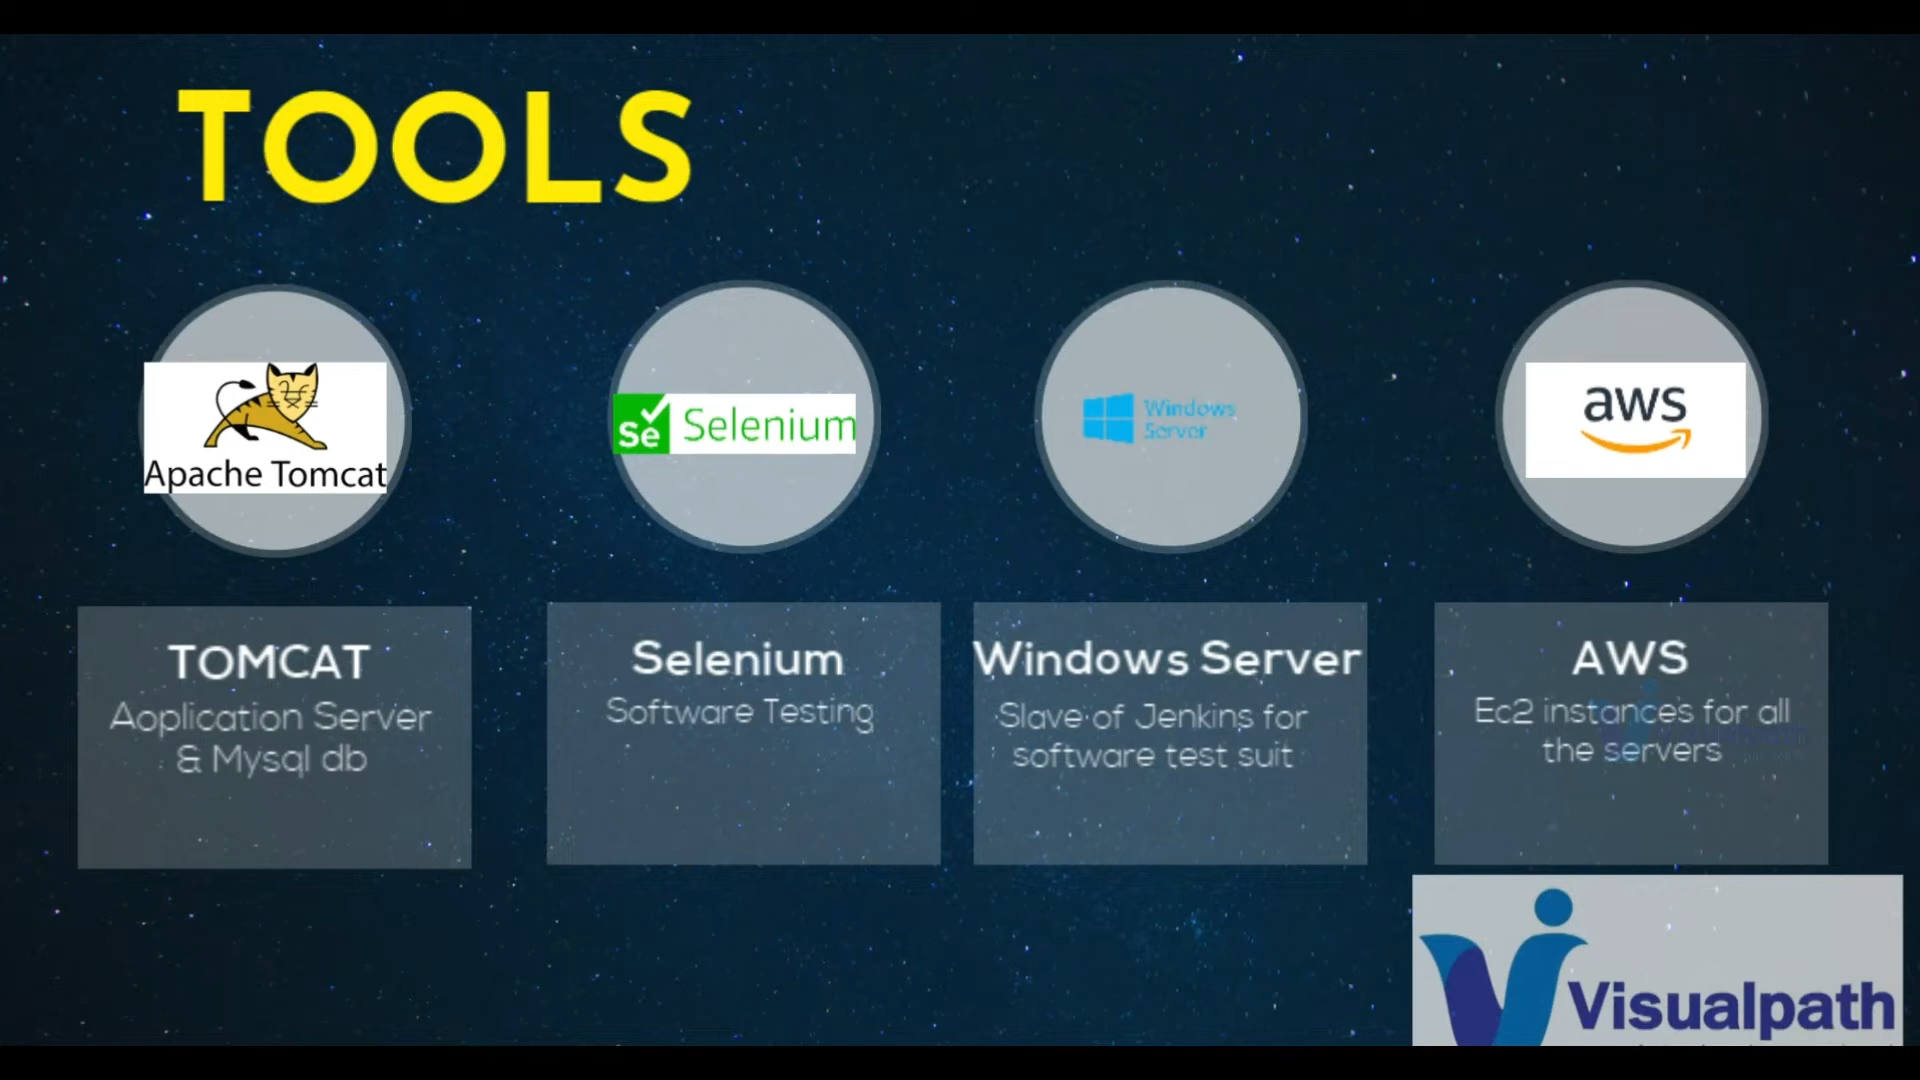 TOOLS
Apache Tomcat
Se Selenium
Windows
Server
aws
TOMCAT
Aoplication Server
& Mysql db
Selenium
Software Testing
Windows Server
Slave of Jenkins for
software test suit
AWS
Ec2 instances for all
the servers
Visualpath